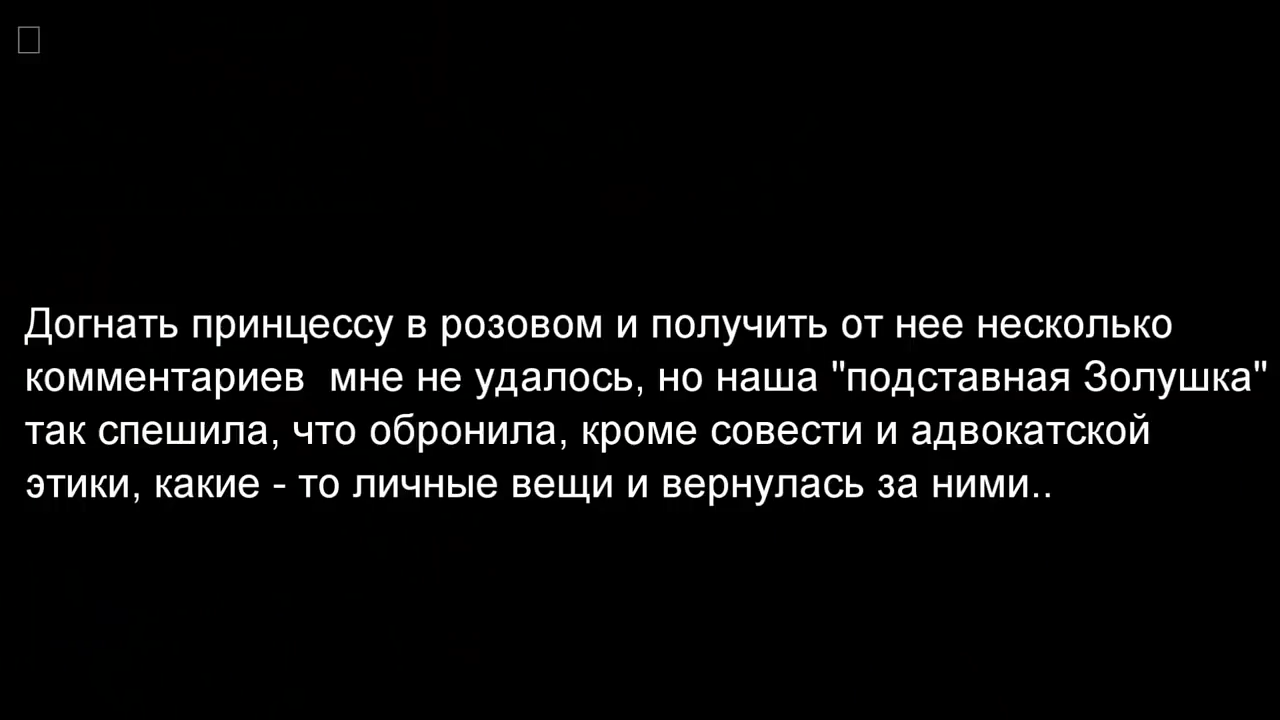 Догнать принцессу в розовом и получить от нее несколько
комментариев  мне не удалось, но наша "подставная Золушка"
так спешила, что обронила, кроме совести и адвокатской
этики, какие - то личные вещи и вернулась за ними..